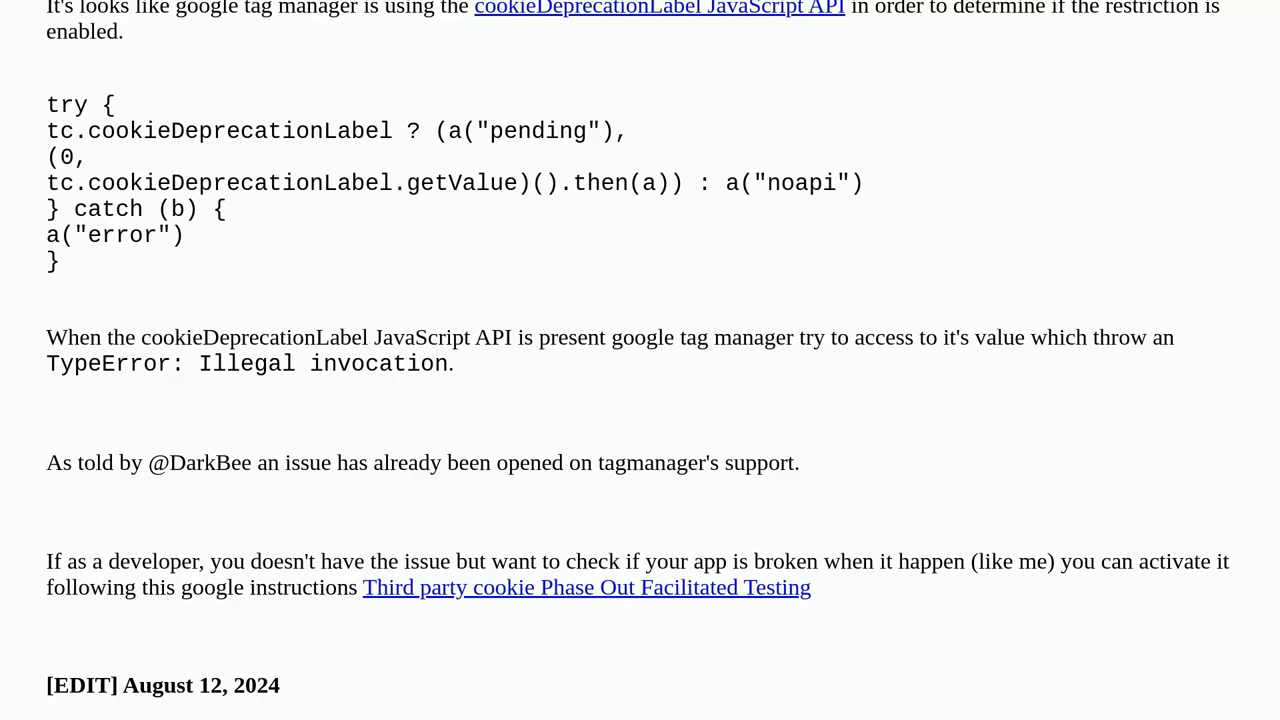 It's looks like google tag manager is using the cookieDeprecationLabel JavaScript API in order to determine if the restriction is
enabled.
try {
tc.cookieDeprecationLabel ? (a("pending"),
(0,
tc.cookieDeprecationLabel.getValue)().then(a)) : a("noapi")
} catch (b) {
a("error")
}
When the cookieDeprecationLabel JavaScript API is present google tag manager try to access to it's value which throw an
TypeError: Illegal invocation.
As told by @DarkBee an issue has already been opened on tagmanager's support.
If as a developer, you doesn't have the issue but want to check if your app is broken when it happen (like me) you can activate it
following this google instructions Third party cookie Phase Out Facilitated Testing
[EDIT] August 12, 2024